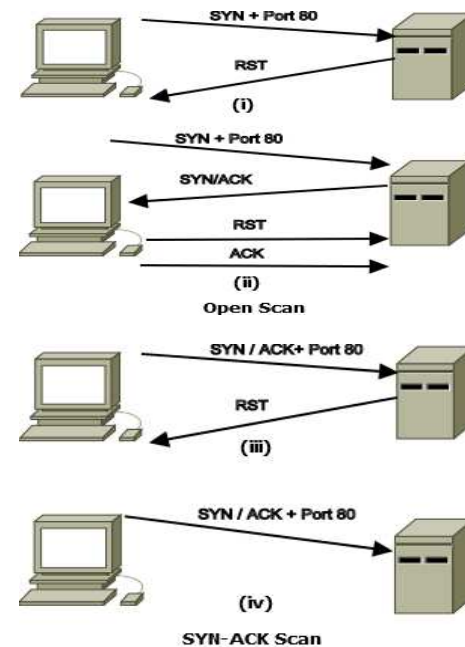 SYN + Port 80
RST
(i)
SYN + Port 80
SYN/ACK
RST
ACK
(ii)
Open Scan
SYN / ACK+ Port 80
RST
(iii)
SYN / ACK + Port 80
(iv)
SYN-ACK Scan